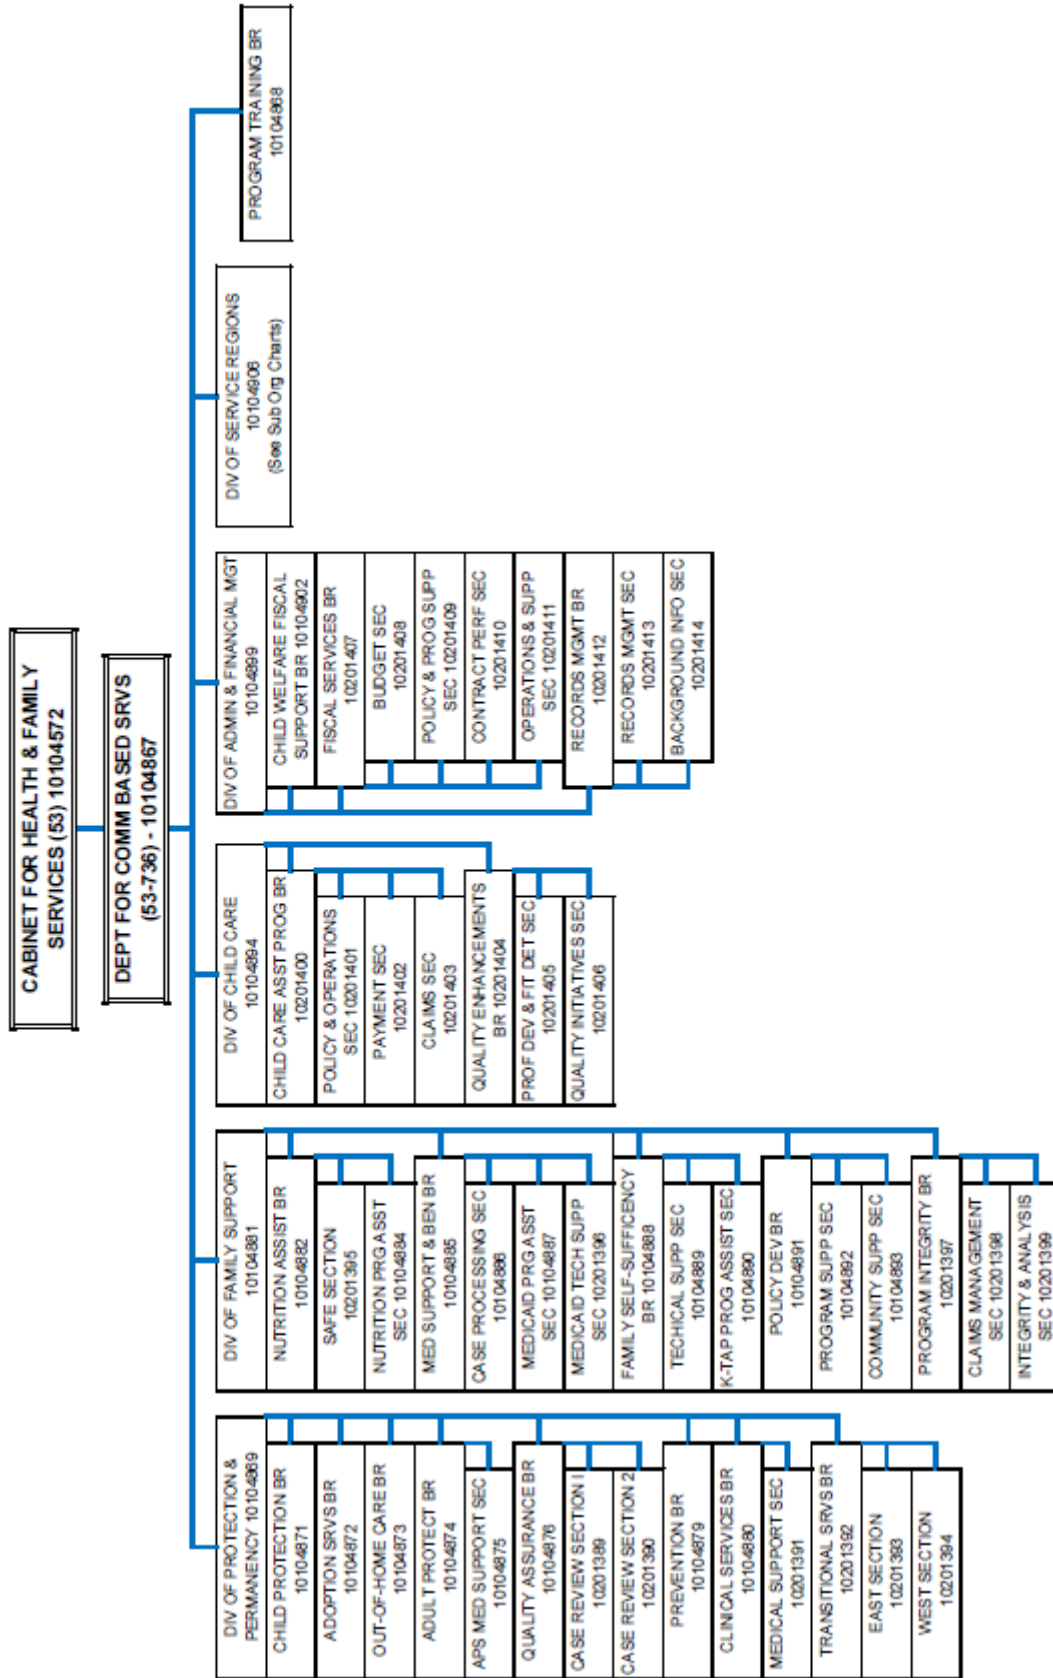 CABINET FOR HEALTH & FAMILY
SERVICES (53) 10104572
DEPT FOR COMM BASED SRVS
(53-736) - 10104867
DIV OF PROTECTION &
PERMANENCY 10104869
CHILD PROTECTION BR
10104871
ADOPTION SRVS BR
10104872
OUT-OF-HOME CARE BR
10104873
ADULT PROTECT BR
10104874
APS MED SUPPORT SEC
10104875
QUALITY ASSURANCE BR
10104876
CASE REVIEW SECTION I
10201389
CASE REVIEW SECTION 2
10201390
PREVENTION BR
10104879
CLINICAL SERVICES BR
10104880
MEDICAL SUPPORT SEC
10201391
TRANSITIONAL SRVS BR
10201392
EAST SECTION
10201393
WEST SECTION
10201394
DIV OF FAMILY SUPPORT
10104881
NUTRITION ASSIST BR
10104882
SAFE SECTION
10201395
NUTRITION PRG ASST
SEC 10104884
MED SUPPORT & BEN BR
10104885
CASE PROCESSING SEC
10104886
MEDICAID PRG ASST
SEC 10104887
MEDICAID TECH SUPP
SEC 10201396
FAMILY SELF-SUFFICENCY
BR 10104888
TECHICAL SUPP SEC
10104889
K-TAP PROG ASSIST SEC
10104890
POLICY DEV BR
10104891
PROGRAM SUPP SEC
10104892
COMMUNITY SUPP SEC
10104893
PROGRAM INTEGRITY BR
10201397
CLAIMS MANAGEMENT
SEC 10201398
INTEGRITY & ANALYSIS
SEC 10201399
DIV OF CHILD CARE
10104894
CHILD CARE ASST PROG BR
10201400
POLICY & OPERATIONS
SEC 10201401
PAYMENT SEC
10201402
CLAIMS SEC
10201403
QUALITY ENHANCEMENTS
BR 10201404
PROF DEV & FIT DET SEC
10201405
QUALITY INITIATIVES SEC
10201406
DIV OF ADMIN & FINANCIAL MGT
10104899
CHILD WELFARE FISCAL
SUPPORT BR 10104902
FISCAL SERVICES BR
10201407
BUDGET SEC
10201408
POLICY & PROG SUPP
SEC 10201409
CONTRACT PERF SEC
10201410
OPERATIONS & SUPP
SEC 10201411
RECORDS MGMT BR
10201412
RECORDS MGMT SEC
10201413
BACKGROUND INFO SEC
10201414
DIV OF SERVICE REGIONS
10104906
(See Sub Org Charts)
PROGRAM TRAINING BR
10104868